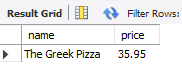 Result Grid Filter Rows:
name price
The Greek Pizza 35.95